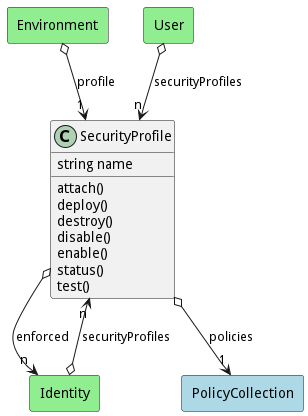 Environment
User
profile
securityProfiles
1
n
C SecurityProfile
string name
attach()
deploy()
destroy()
disable()
enable()
status()
test()
enforced
securityProfiles
policies
n
n
1
Identity
PolicyCollection